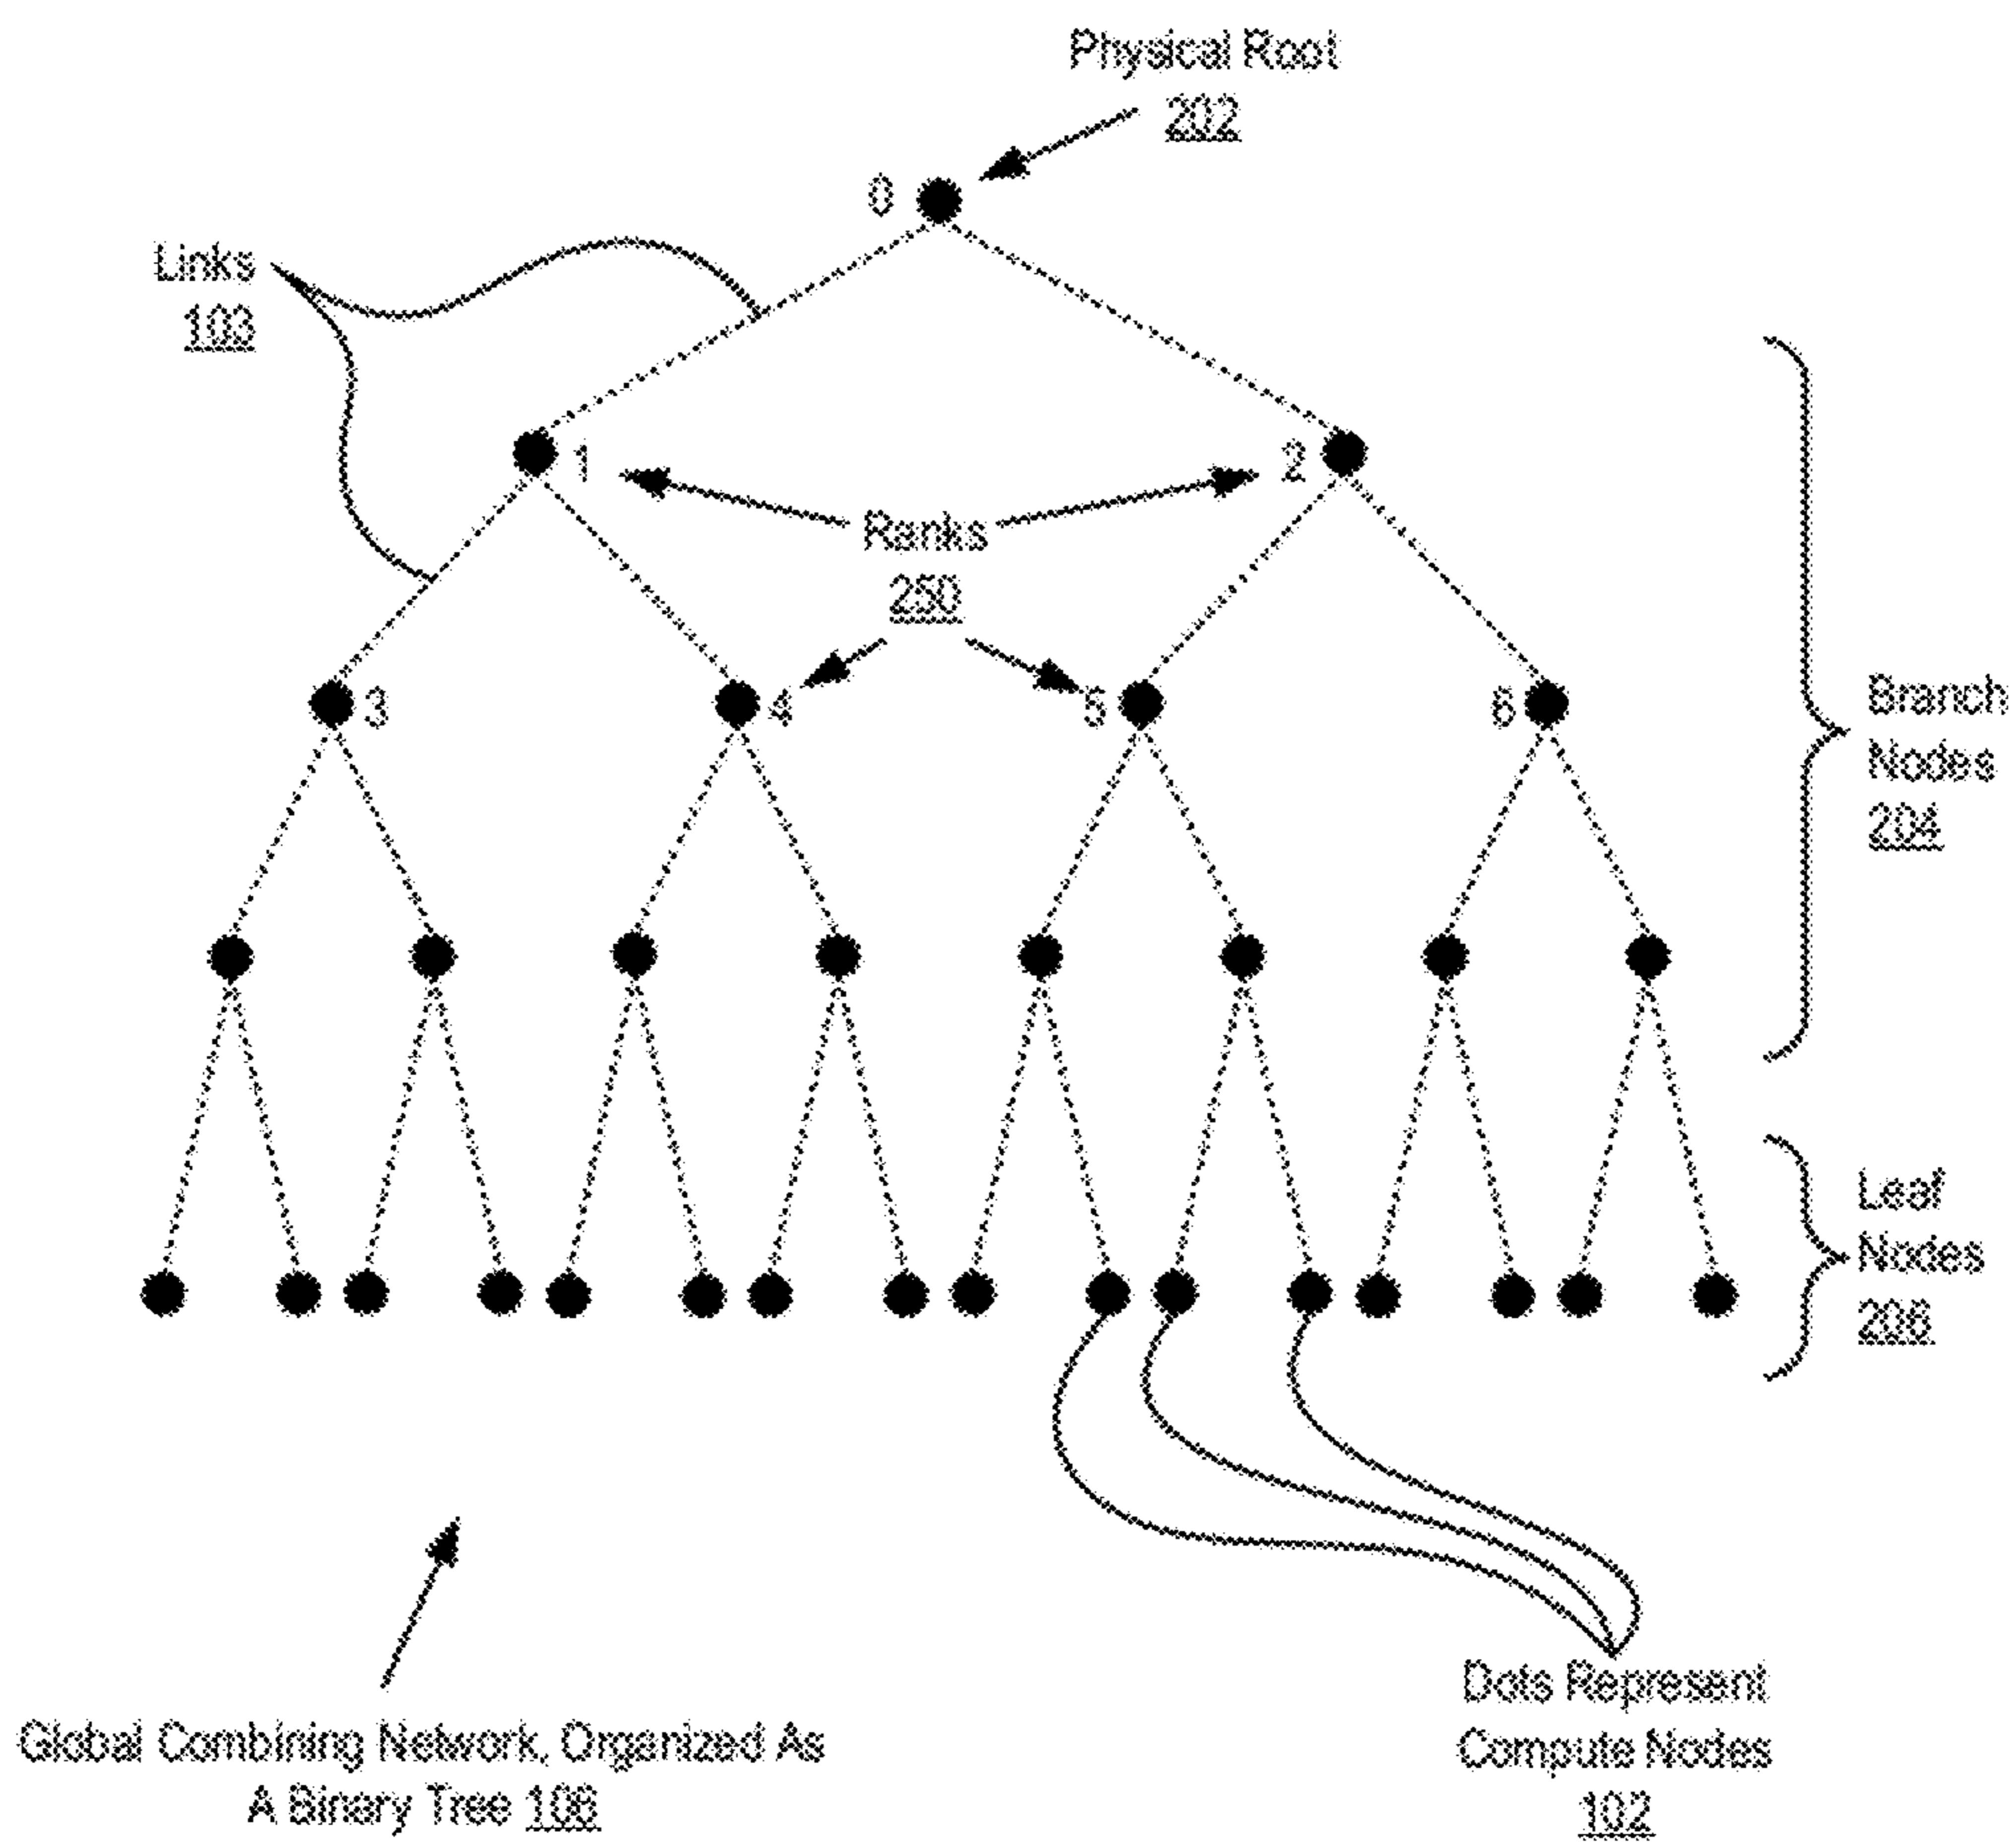 Physical Root
202
0
Links
103
1
2
Ranks
250
3
4
5
6
Branch
Nodes
204
Leaf
Nodes
206
Dots Represent
Compute Nodes
102
Global Combining Network, Organized As
A Binary Tree 106